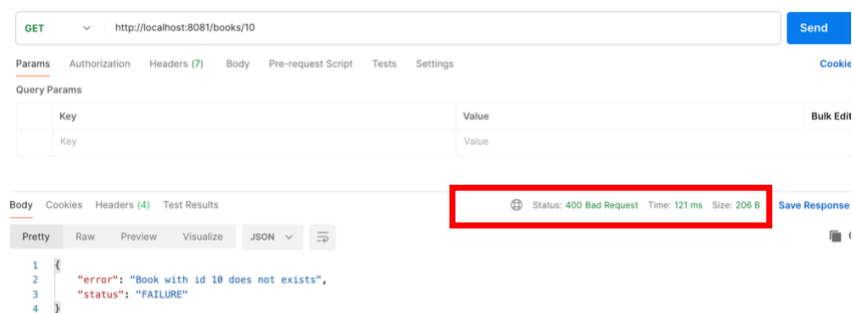 GET http://localhost:8081/books/10 Send
Params Authorization Headers (7) Body Pre-request Script Tests Settings Cookie
Query Params
Key Value Bulk Edit
Key Value
Body Cookies Headers (4) Test Results Status: 400 Bad Request Time: 121 ms Size: 206 B Save Response
Pretty Raw Preview Visualize JSON
1 {
2 "error": "Book with id 10 does not exists",
3 "status": "FAILURE"
4 }